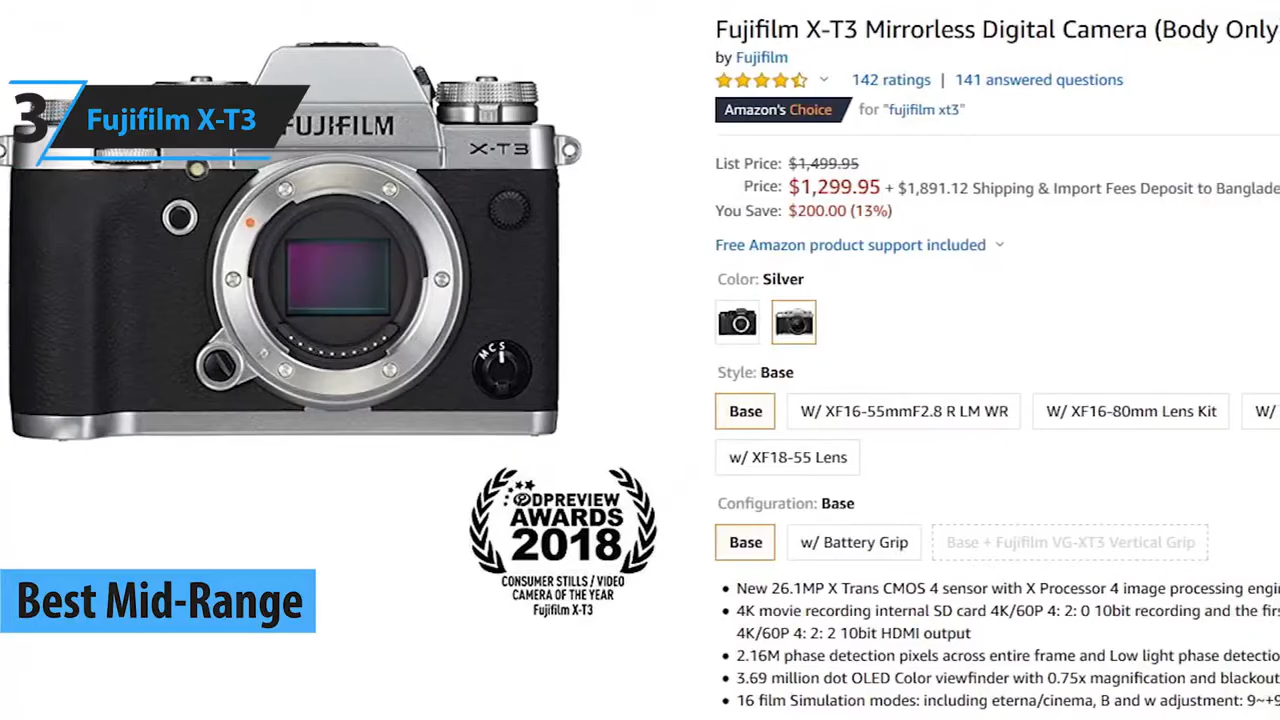 3
Fujifilm X-T3
FUJIFILM
X-T3
M C S
DPREVIEW
AWARDS
2018
CONSUMER STILLS / VIDEO
CAMERA OF THE YEAR
Fujifilm X-T3
Best Mid-Range
Fujifilm X-T3 Mirrorless Digital Camera (Body Only
by Fujifilm
142 ratings | 141 answered questions
Amazon's Choice for "fujifilm xt3"
List Price: $1,499.95
Price: $1,299.95 + $1,891.12 Shipping & Import Fees Deposit to Banglade
You Save: $200.00 (13%)
Free Amazon product support included
Color: Silver
Style: Base
Base W/ XF16-55mmF2.8 R LM WR W/ XF16-80mm Lens Kit W/
w/ XF18-55 Lens
Configuration: Base
Base w/ Battery Grip Base + Fujifilm VG-XT3 Vertical Grip
• New 26.1MP X Trans CMOS 4 sensor with X Processor 4 image processing engin
• 4K movie recording internal SD card 4K/60P 4: 2: 0 10bit recording and the firs
4K/60P 4: 2: 2 10bit HDMI output
• 2.16M phase detection pixels across entire frame and Low light phase detectio
• 3.69 million dot OLED Color viewfinder with 0.75x magnification and blackout
• 16 film Simulation modes: including eterna/cinema, B and w adjustment: 9~+9